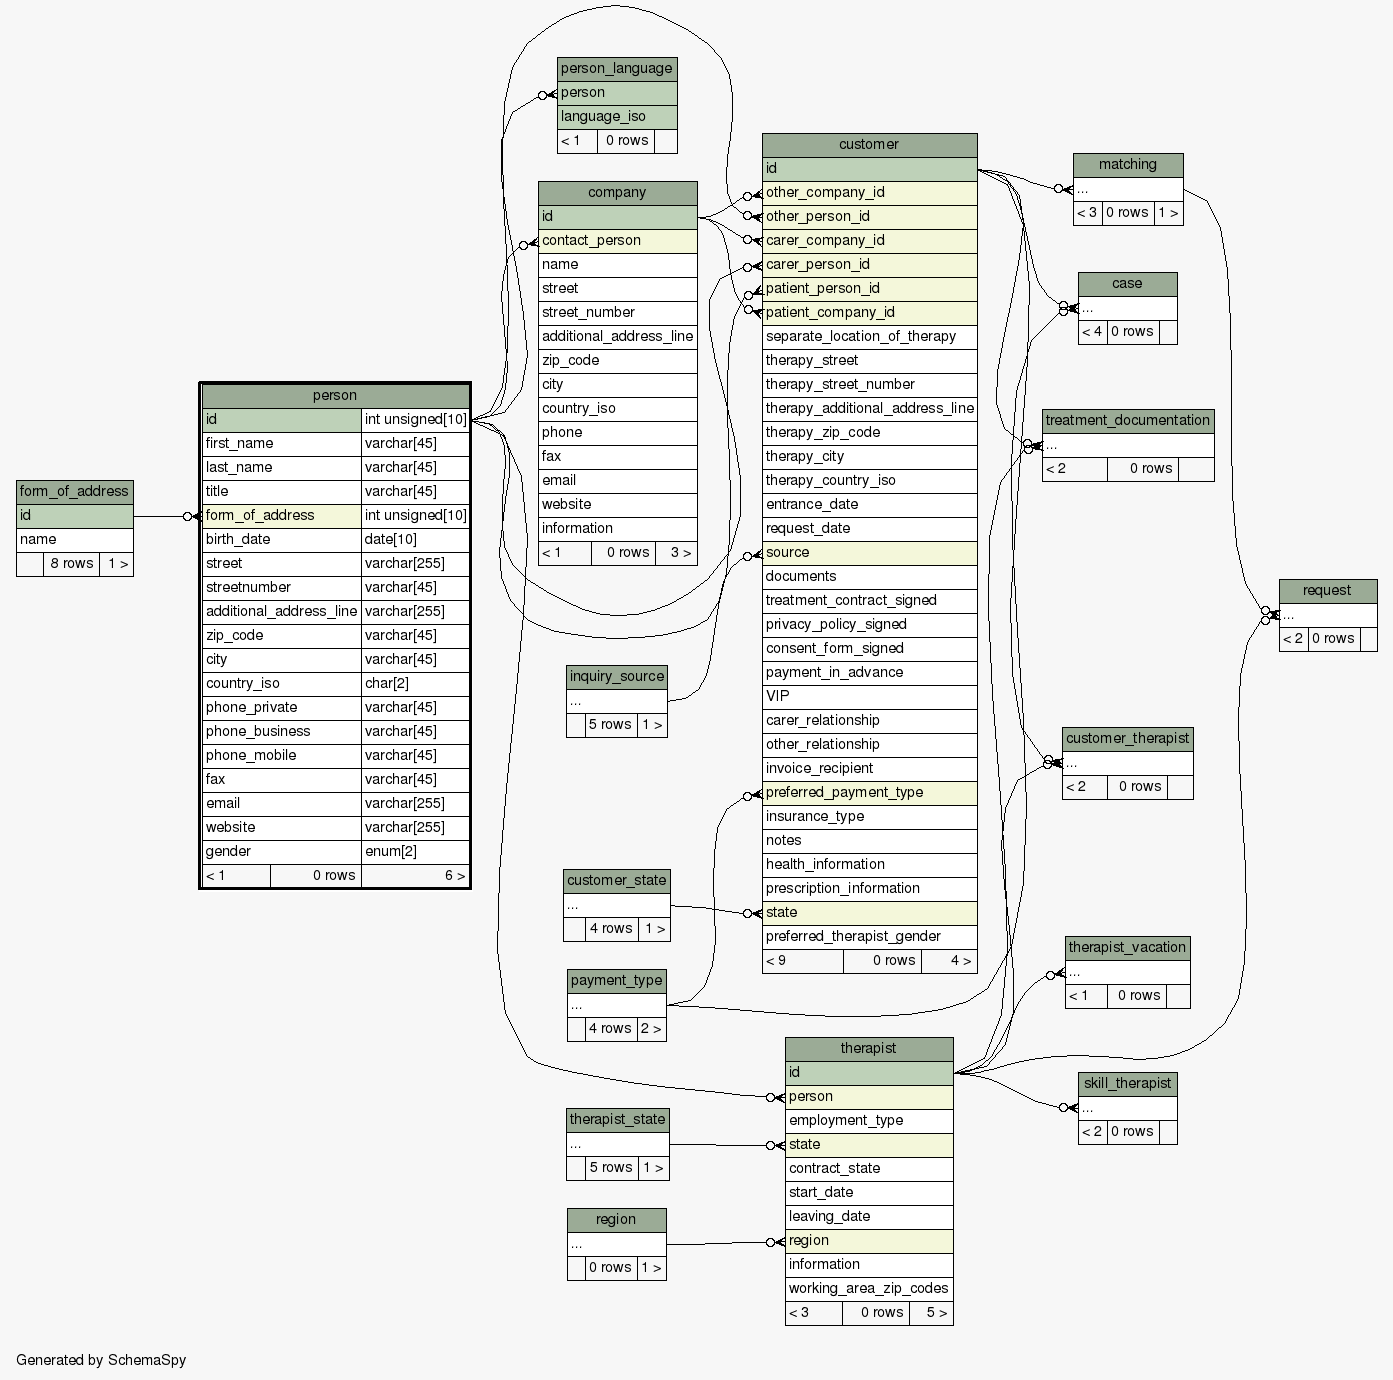 person_language
person
language_iso
< 1 0 rows
company
id
contact_person
name
street
street_number
additional_address_line
zip_code
city
country_iso
phone
fax
email
website
information
< 1 0 rows 3 >
customer
id
other_company_id
other_person_id
carer_company_id
carer_person_id
patient_person_id
patient_company_id
separate_location_of_therapy
therapy_street
therapy_street_number
therapy_additional_address_line
therapy_zip_code
therapy_city
therapy_country_iso
entrance_date
request_date
source
documents
treatment_contract_signed
privacy_policy_signed
consent_form_signed
payment_in_advance
VIP
carer_relationship
other_relationship
invoice_recipient
preferred_payment_type
insurance_type
notes
health_information
prescription_information
state
preferred_therapist_gender
< 9 0 rows 4 >
matching
...
< 3 0 rows 1 >
case
...
< 4 0 rows
treatment_documentation
...
< 2 0 rows
person
id int unsigned[10]
first_name varchar[45]
last_name varchar[45]
title varchar[45]
form_of_address int unsigned[10]
birth_date date[10]
street varchar[255]
streetnumber varchar[45]
additional_address_line varchar[255]
zip_code varchar[45]
city varchar[45]
country_iso char[2]
phone_private varchar[45]
phone_business varchar[45]
phone_mobile varchar[45]
fax varchar[45]
email varchar[255]
website varchar[255]
gender enum[2]
< 1 0 rows 6 >
form_of_address
id
name
8 rows 1 >
request
...
< 2 0 rows
inquiry_source
...
5 rows 1 >
customer_therapist
...
< 2 0 rows
customer_state
...
4 rows 1 >
payment_type
...
4 rows 2 >
therapist_vacation
...
< 1 0 rows
therapist
id
person
employment_type
state
contract_state
start_date
leaving_date
region
information
working_area_zip_codes
< 3 0 rows 5 >
skill_therapist
...
< 2 0 rows
therapist_state
...
5 rows 1 >
region
...
0 rows 1 >
Generated by SchemaSpy